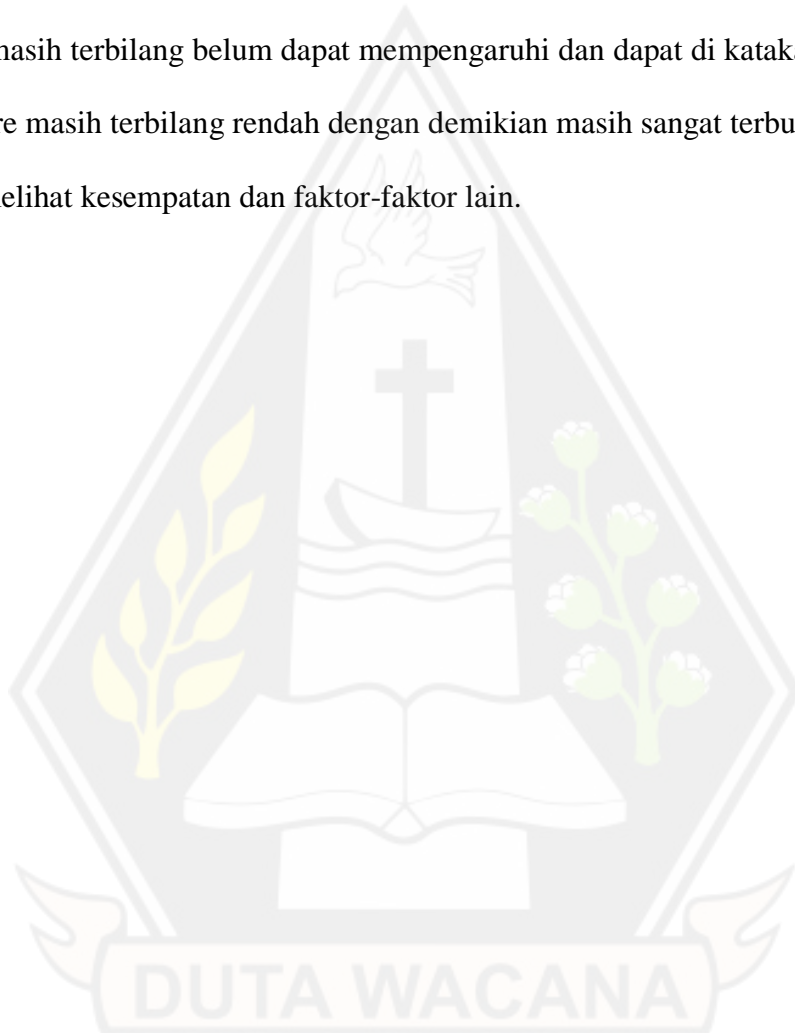 masih terbilang belum dapat mempengaruhi dan dapat di kataka
re masih terbilang rendah dengan demikian masih sangat terbu
elihat kesempatan dan faktor-faktor lain.
DUTA WACANA